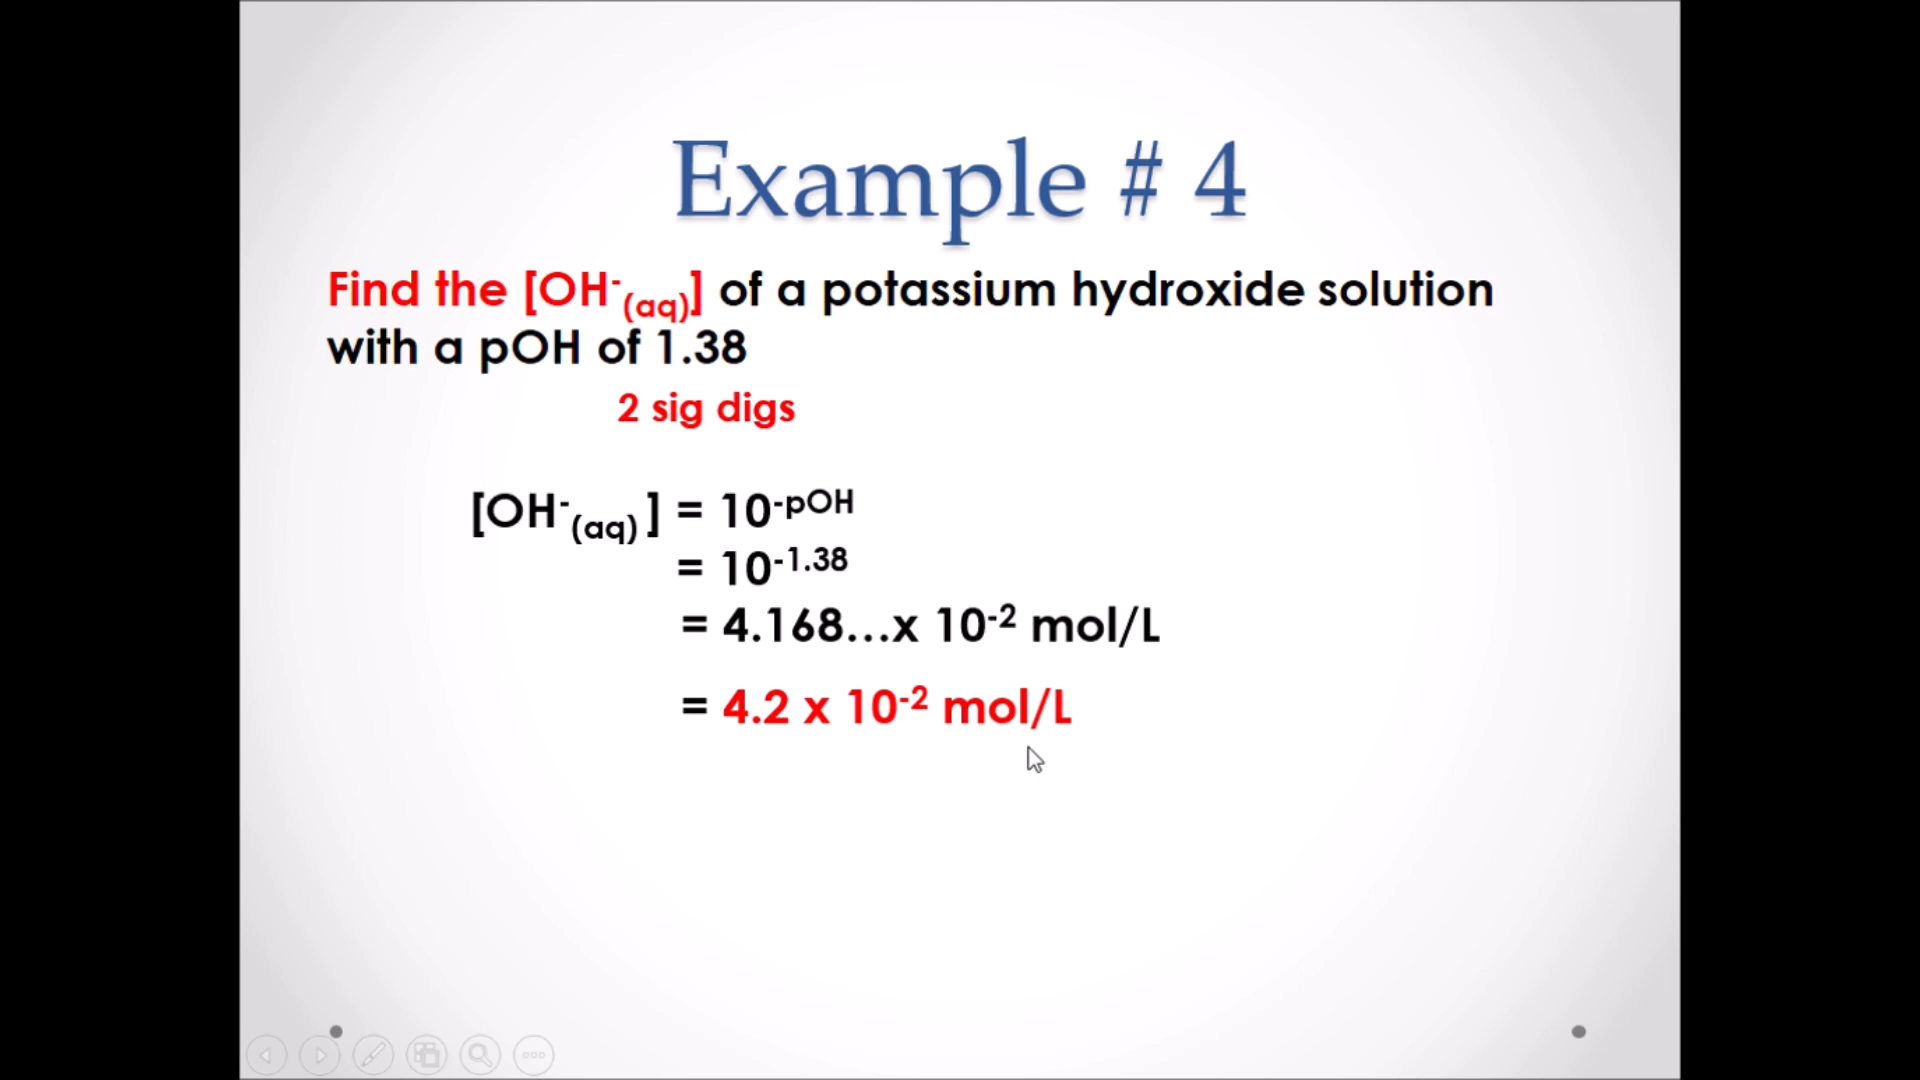 Example # 4
Find the [OH⁻₍aq₎] of a potassium hydroxide solution
with a pOH of 1.38
2 sig digs
[OH⁻₍aq₎ ] = 10⁻ᵖᴼᴴ
= 10⁻¹·³⁸
= 4.168...x 10⁻² mol/L
= 4.2 x 10⁻² mol/L